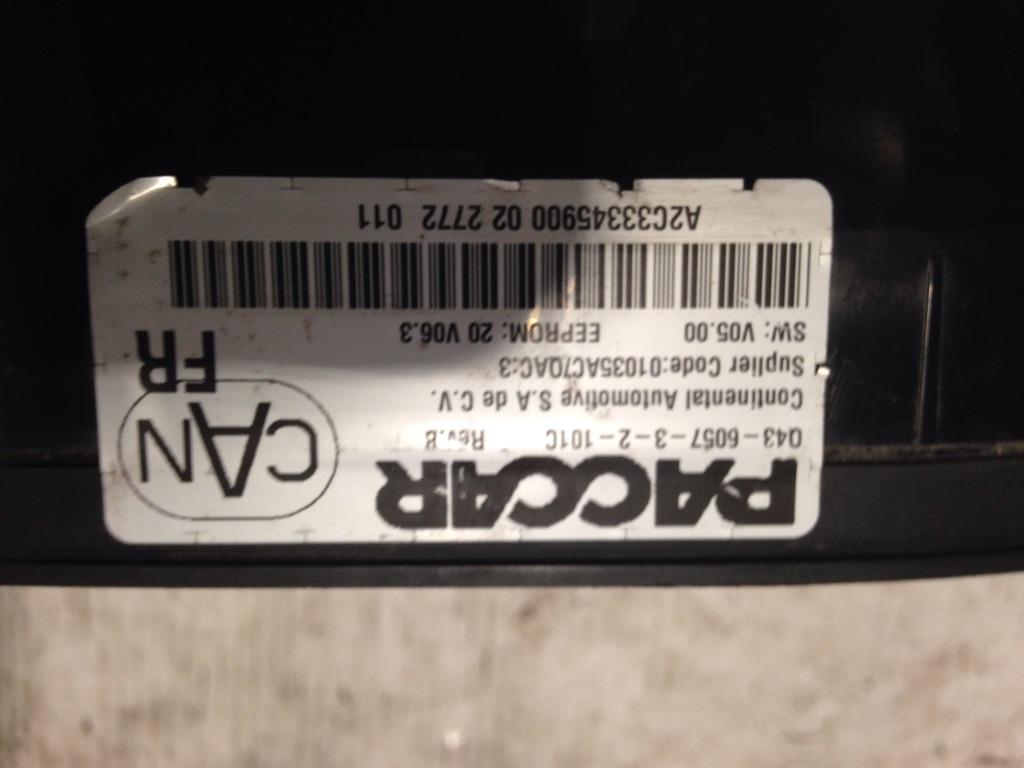 PACCAR
Q43-6057-3-2-101C Rev.B
Continental Automotive S.A de C.V.
Suplier Code:01035AC7QAC:3
SW: V05.00 EEPROM: 20 V06.3
CAN
FR
A2C33345900 02 2772 011